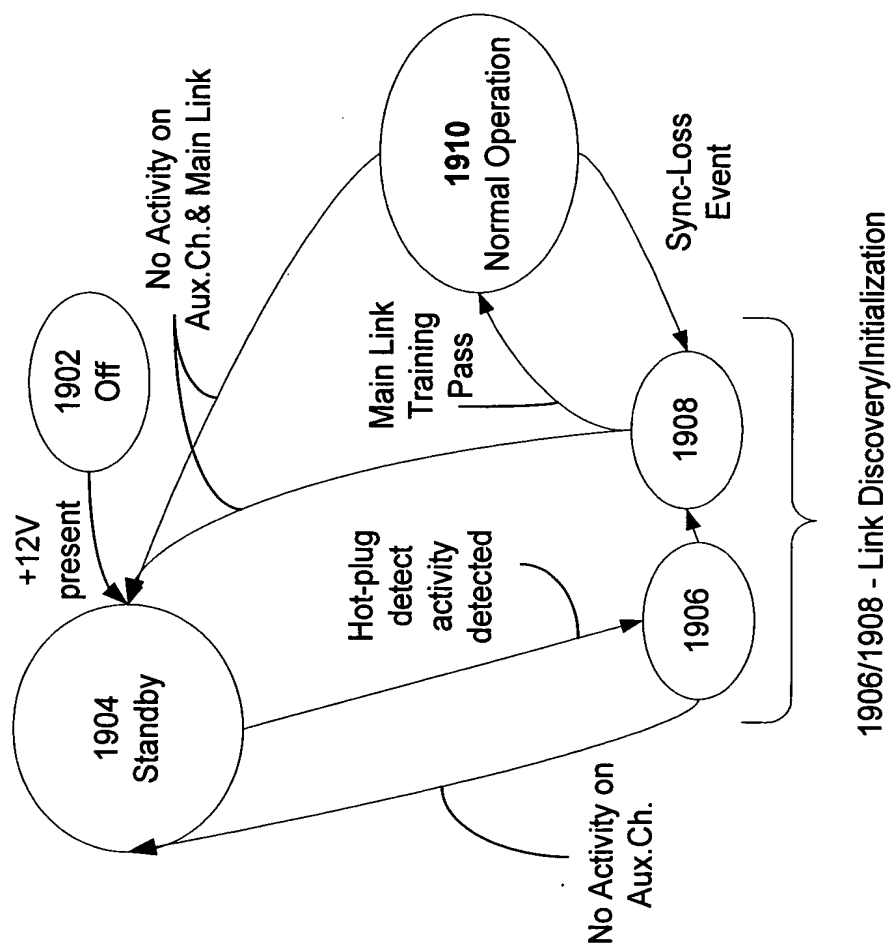 1902
Off
+12V
present
1904
Standby
No Activity on
Aux.Ch.& Main Link
1910
Normal Operation
Main Link
Training
Pass
Sync-Loss
Event
Hot-plug
detect
activity
detected
1906
1908
No Activity on
Aux.Ch.
1906/1908 - Link Discovery/Initialization